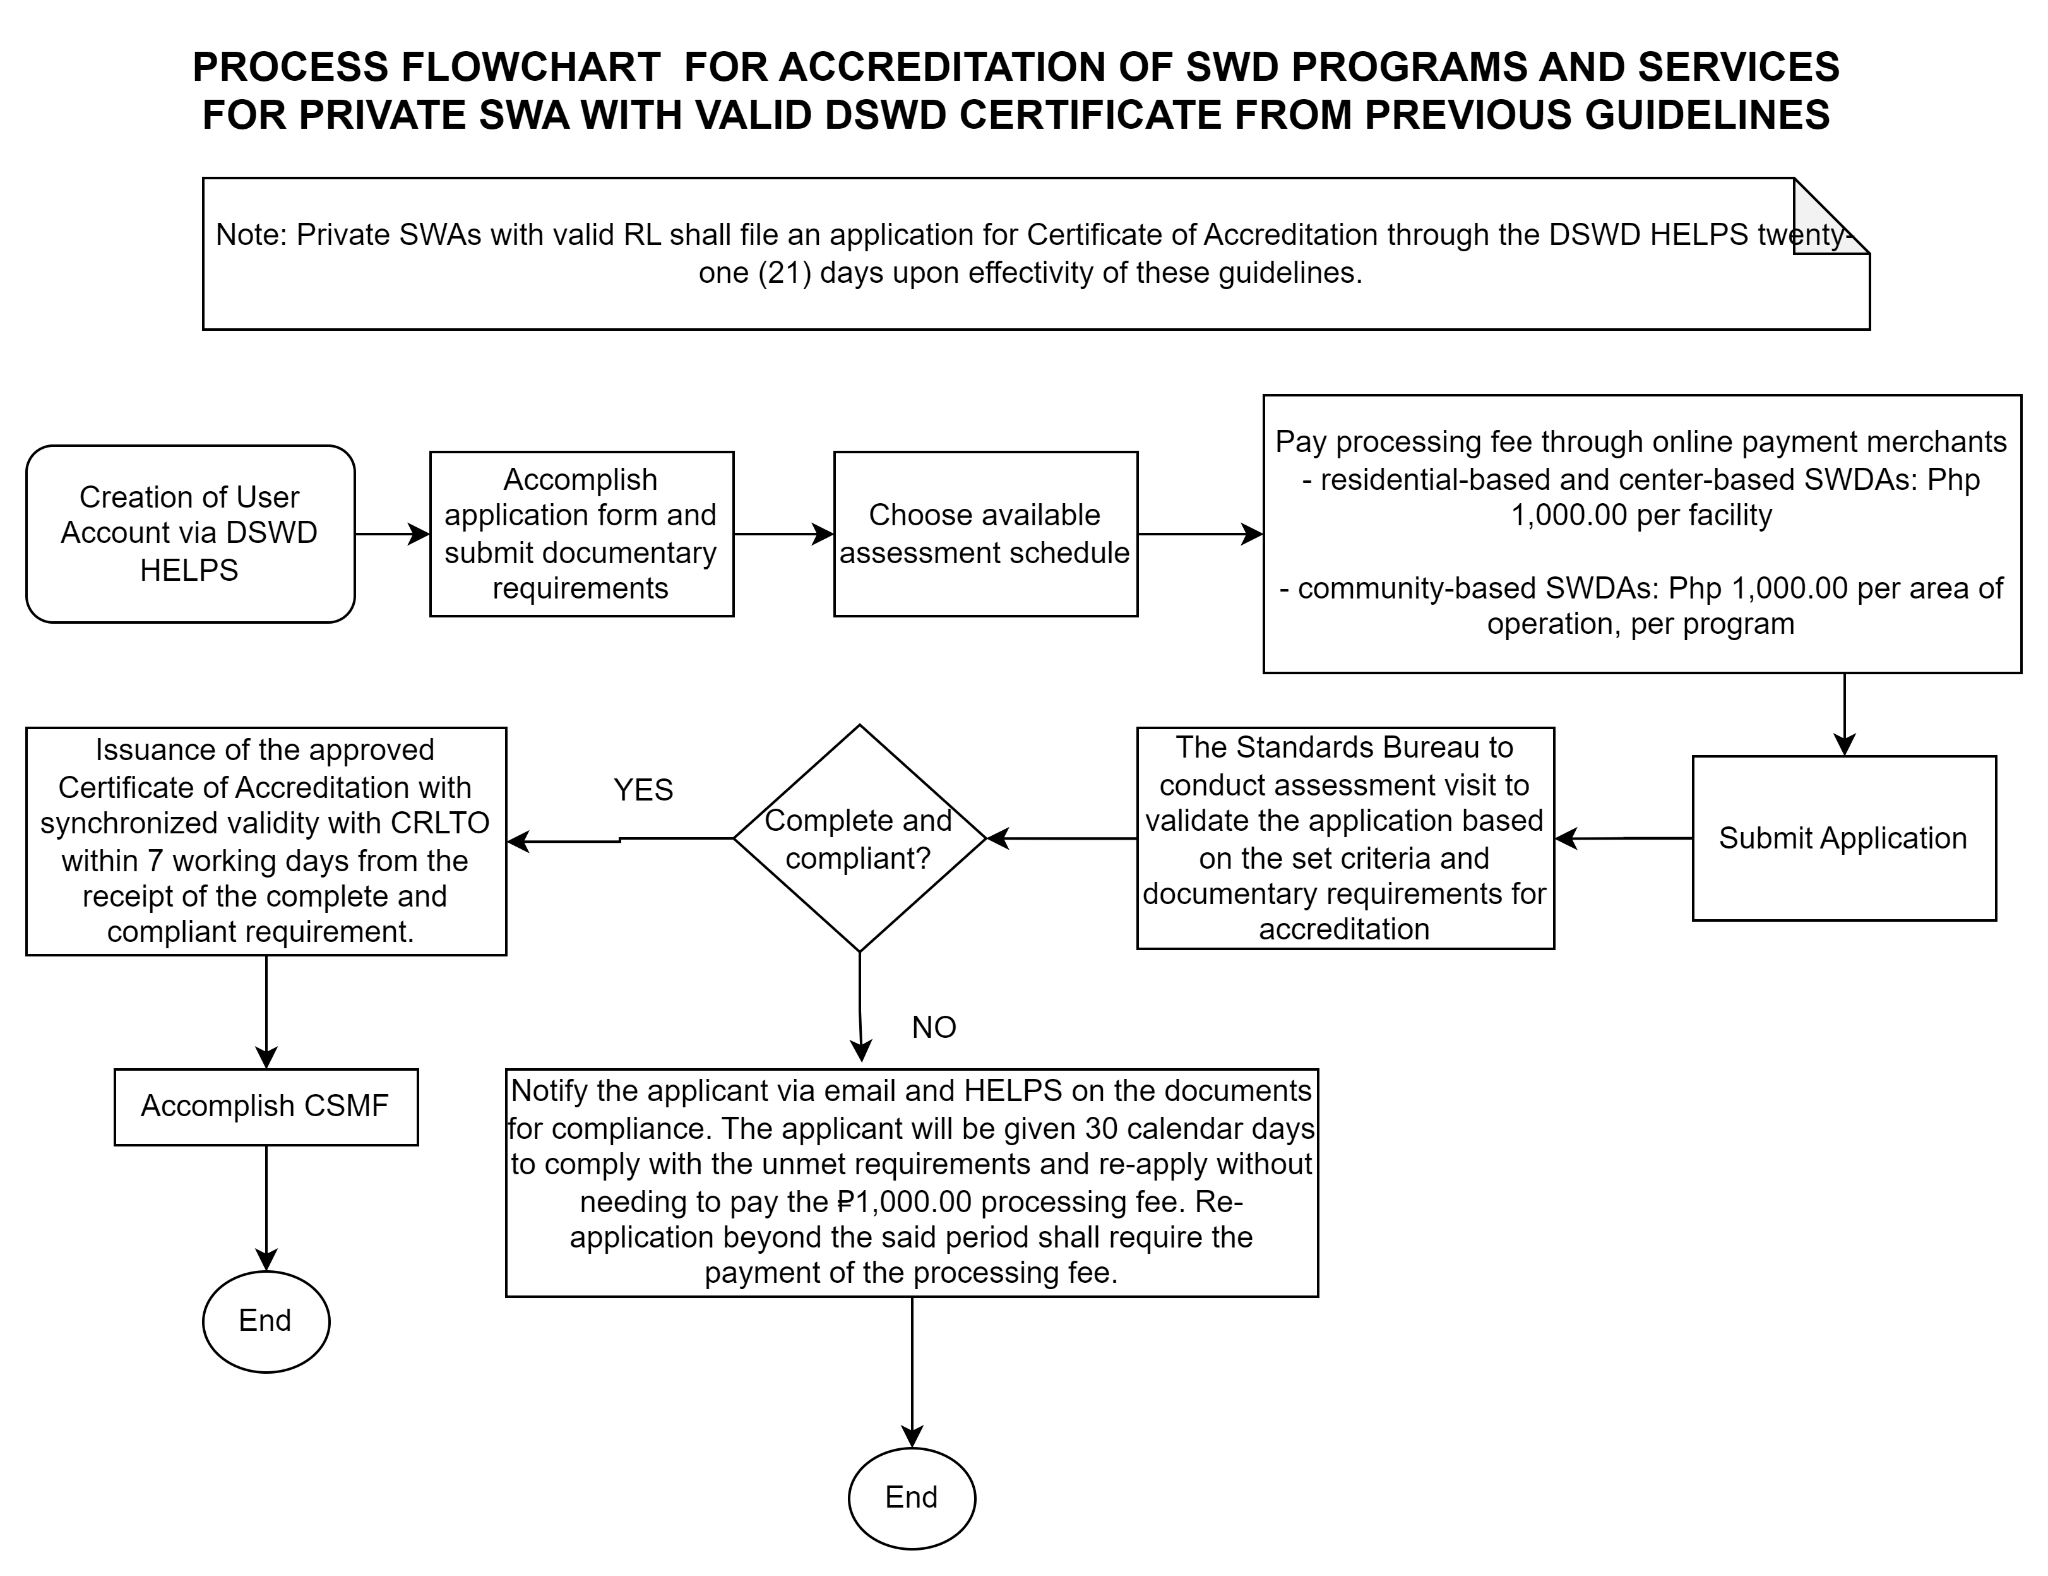 PROCESS FLOWCHART  FOR ACCREDITATION OF SWD PROGRAMS AND SERVICES
FOR PRIVATE SWA WITH VALID DSWD CERTIFICATE FROM PREVIOUS GUIDELINES
Note: Private SWAs with valid RL shall file an application for Certificate of Accreditation through the DSWD HELPS twenty-
one (21) days upon effectivity of these guidelines.
Creation of User
Account via DSWD
HELPS
Accomplish
application form and
submit documentary
requirements
Choose available
assessment schedule
Pay processing fee through online payment merchants
- residential-based and center-based SWDAs: Php
1,000.00 per facility
- community-based SWDAs: Php 1,000.00 per area of
operation, per program
Submit Application
The Standards Bureau to
conduct assessment visit to
validate the application based
on the set criteria and
documentary requirements for
accreditation
Complete and
compliant?
YES
Issuance of the approved
Certificate of Accreditation with
synchronized validity with CRLTO
within 7 working days from the
receipt of the complete and
compliant requirement.
Accomplish CSMF
End
NO
Notify the applicant via email and HELPS on the documents
for compliance. The applicant will be given 30 calendar days
to comply with the unmet requirements and re-apply without
needing to pay the ₽1,000.00 processing fee. Re-
application beyond the said period shall require the
payment of the processing fee.
End